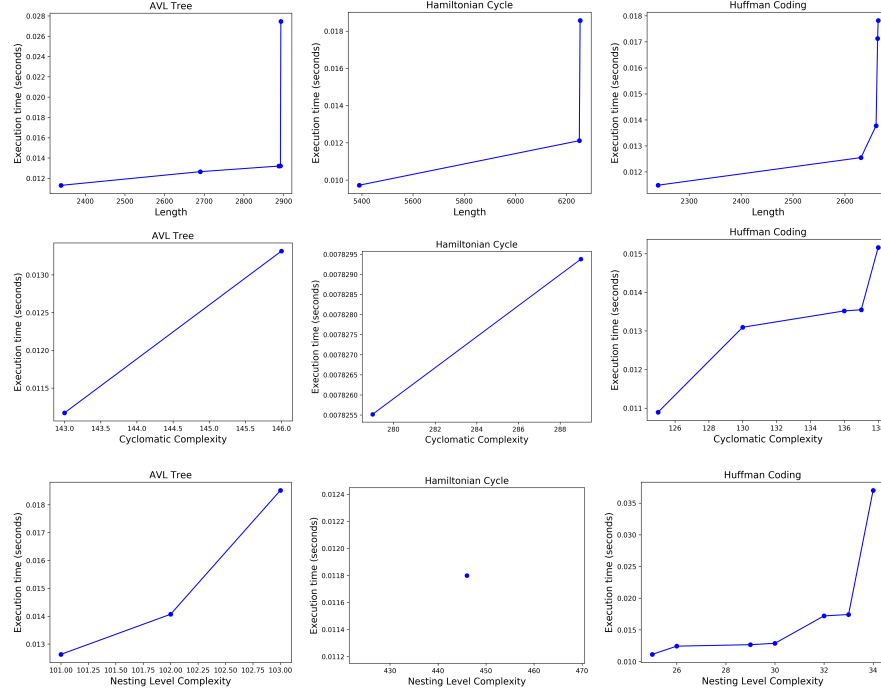 AVL Tree
0.028
0.026
0.024
0.022
0.020
0.018
0.016
0.014
0.012
Execution time (seconds)
2400 2500 2600 2700 2800 2900
Length
Hamiltonian Cycle
0.018
0.016
0.014
0.012
0.010
Execution time (seconds)
5400 5600 5800 6000 6200
Length
Huffman Coding
0.018
0.017
0.016
0.015
0.014
0.013
0.012
Execution time (seconds)
2300 2400 2500 2600
Length
AVL Tree
0.0130
0.0125
0.0120
0.0115
Execution time (seconds)
143.0 143.5 144.0 144.5 145.0 145.5 146.0
Cyclomatic Complexity
Hamiltonian Cycle
0.0078295
0.0078290
0.0078285
0.0078280
0.0078275
0.0078270
0.0078265
0.0078260
0.0078255
Execution time (seconds)
280 282 284 286 288
Cyclomatic Complexity
Huffman Coding
0.015
0.014
0.013
0.012
0.011
Execution time (seconds)
126 128 130 132 134 136 138
Cyclomatic Complexity
AVL Tree
0.018
0.017
0.016
0.015
0.014
0.013
Execution time (seconds)
101.00 101.25 101.50 101.75 102.00 102.25 102.50 102.75 103.00
Nesting Level Complexity
Hamiltonian Cycle
0.0124
0.0122
0.0120
0.0118
0.0116
0.0114
0.0112
Execution time (seconds)
430 440 450 460 470
Nesting Level Complexity
Huffman Coding
0.035
0.030
0.025
0.020
0.015
0.010
Execution time (seconds)
26 28 30 32 34
Nesting Level Complexity